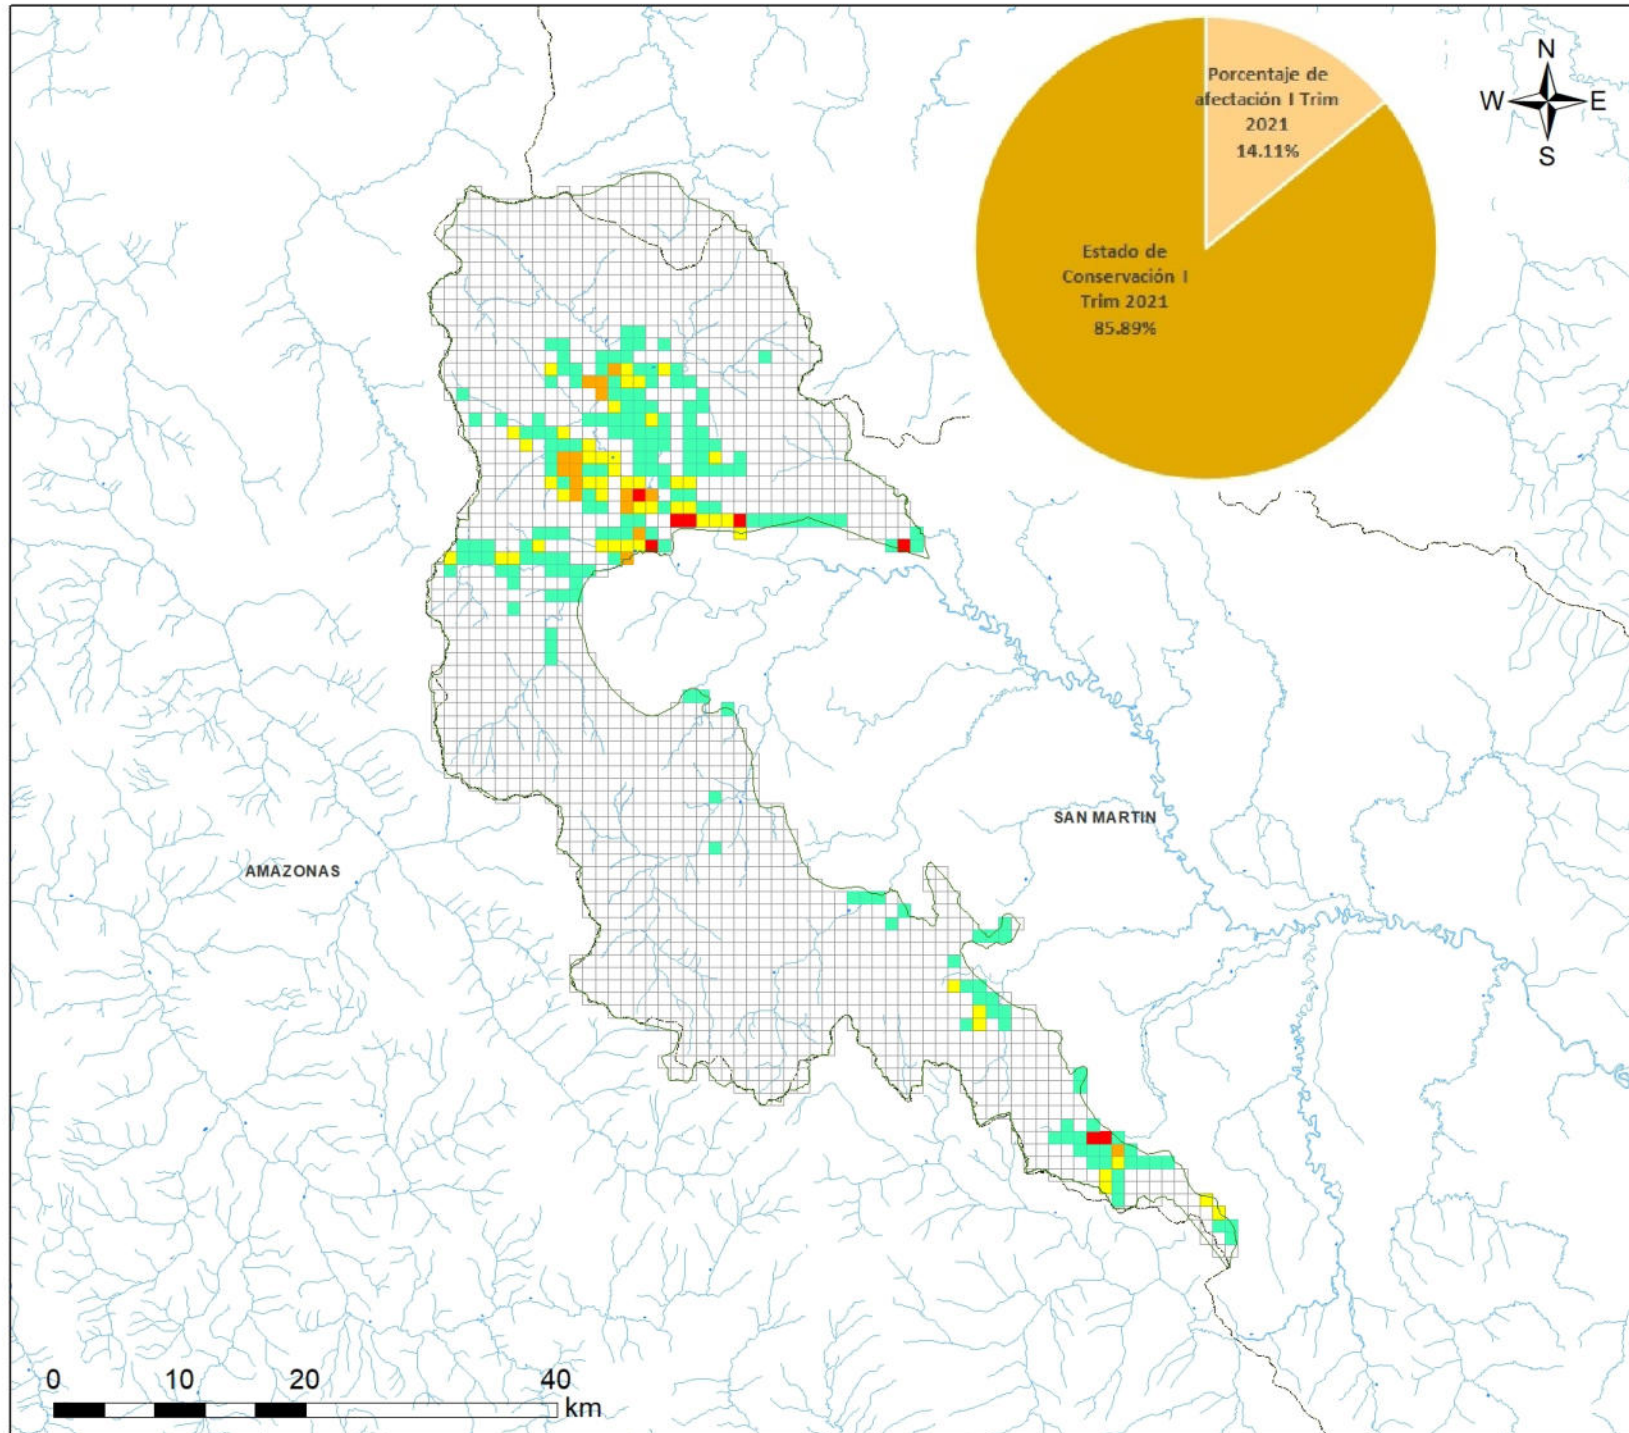 Porcentaje de
afectación I Trim
2021
14.11%
N
W E
S
Estado de
Conservación I
Trim 2021
85.89%
SAN MARTIN
AMAZONAS
0 10 20 40
km